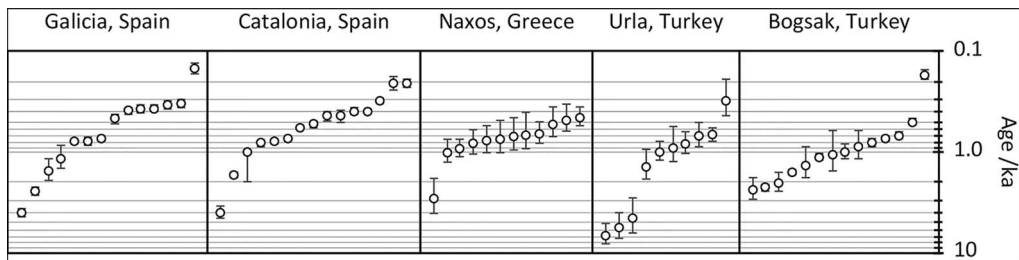 Galicia, Spain
Catalonia, Spain
Naxos, Greece
Urla, Turkey
Bogsak, Turkey
0.1
1.0
10
Age /ka